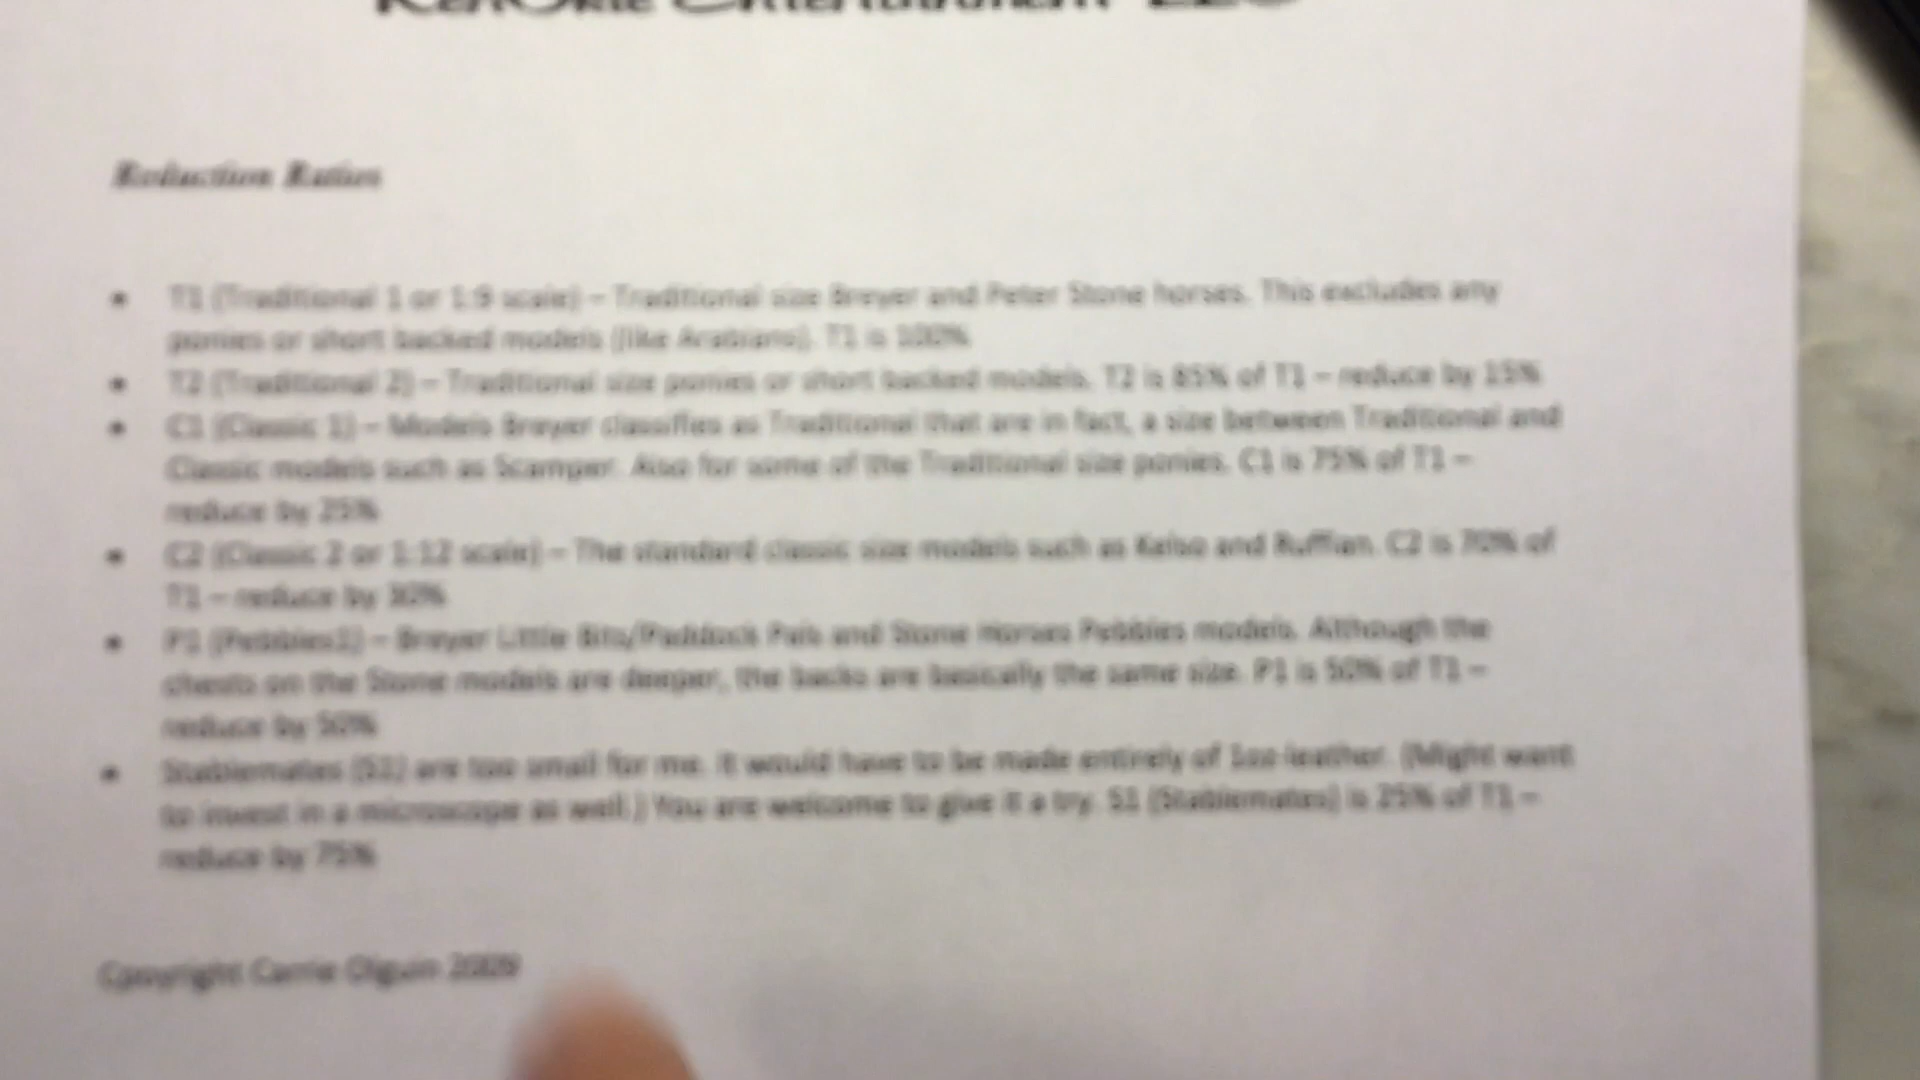 Entertainment LLC
Reduction Ratios
• T1 (Traditional 1 or 1:9 scale) – Traditional size Breyer and Peter Stone horses. This excludes any
ponies or short backed models (like Arabians). T1 is 100%
• T2 (Traditional 2) – Traditional size ponies or short backed models. T2 is 85% of T1 – reduce by 15%
• C1 (Classic 1) – Models Breyer classifies as Traditional that are in fact, a size between Traditional and
Classic models such as Scamper. Also for some of the Traditional size ponies. C1 is 75% of T1 –
reduce by 25%
• C2 (Classic 2 or 1:12 scale) – The standard classic size models such as Kelso and Ruffian. C2 is 70% of
T1 – reduce by 30%
• P1 (Pebbles1) – Breyer Little Bits/Paddock Pals and Stone Horses Pebbles models. Although the
chests on the Stone models are deeper, the backs are basically the same size. P1 is 50% of T1 –
reduce by 50%
• Stablemates (S1) are too small for me. It would have to be made entirely of 1oz leather. (Might want
to invest in a microscope as well.) You are welcome to give it a try. S1 (Stablemates) is 25% of T1 –
reduce by 75%
Copyright Carrie Olguin 2009